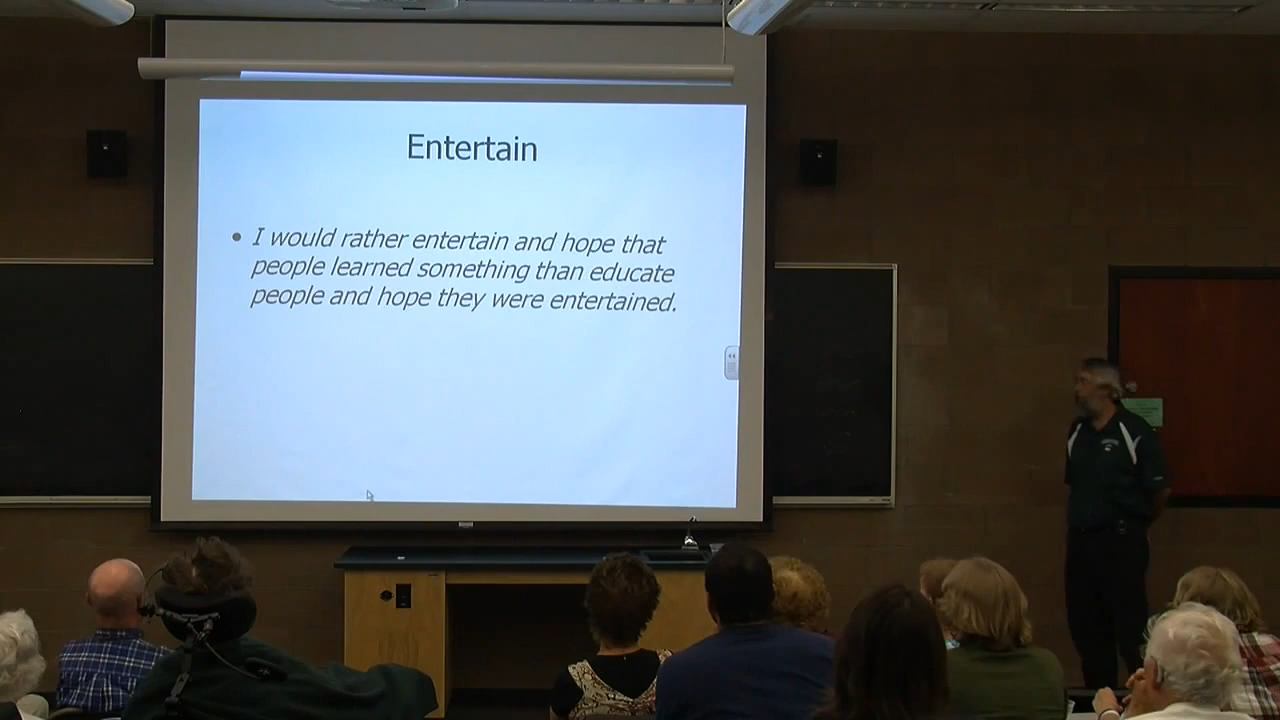 Entertain
• I would rather entertain and hope that
people learned something than educate
people and hope they were entertained.